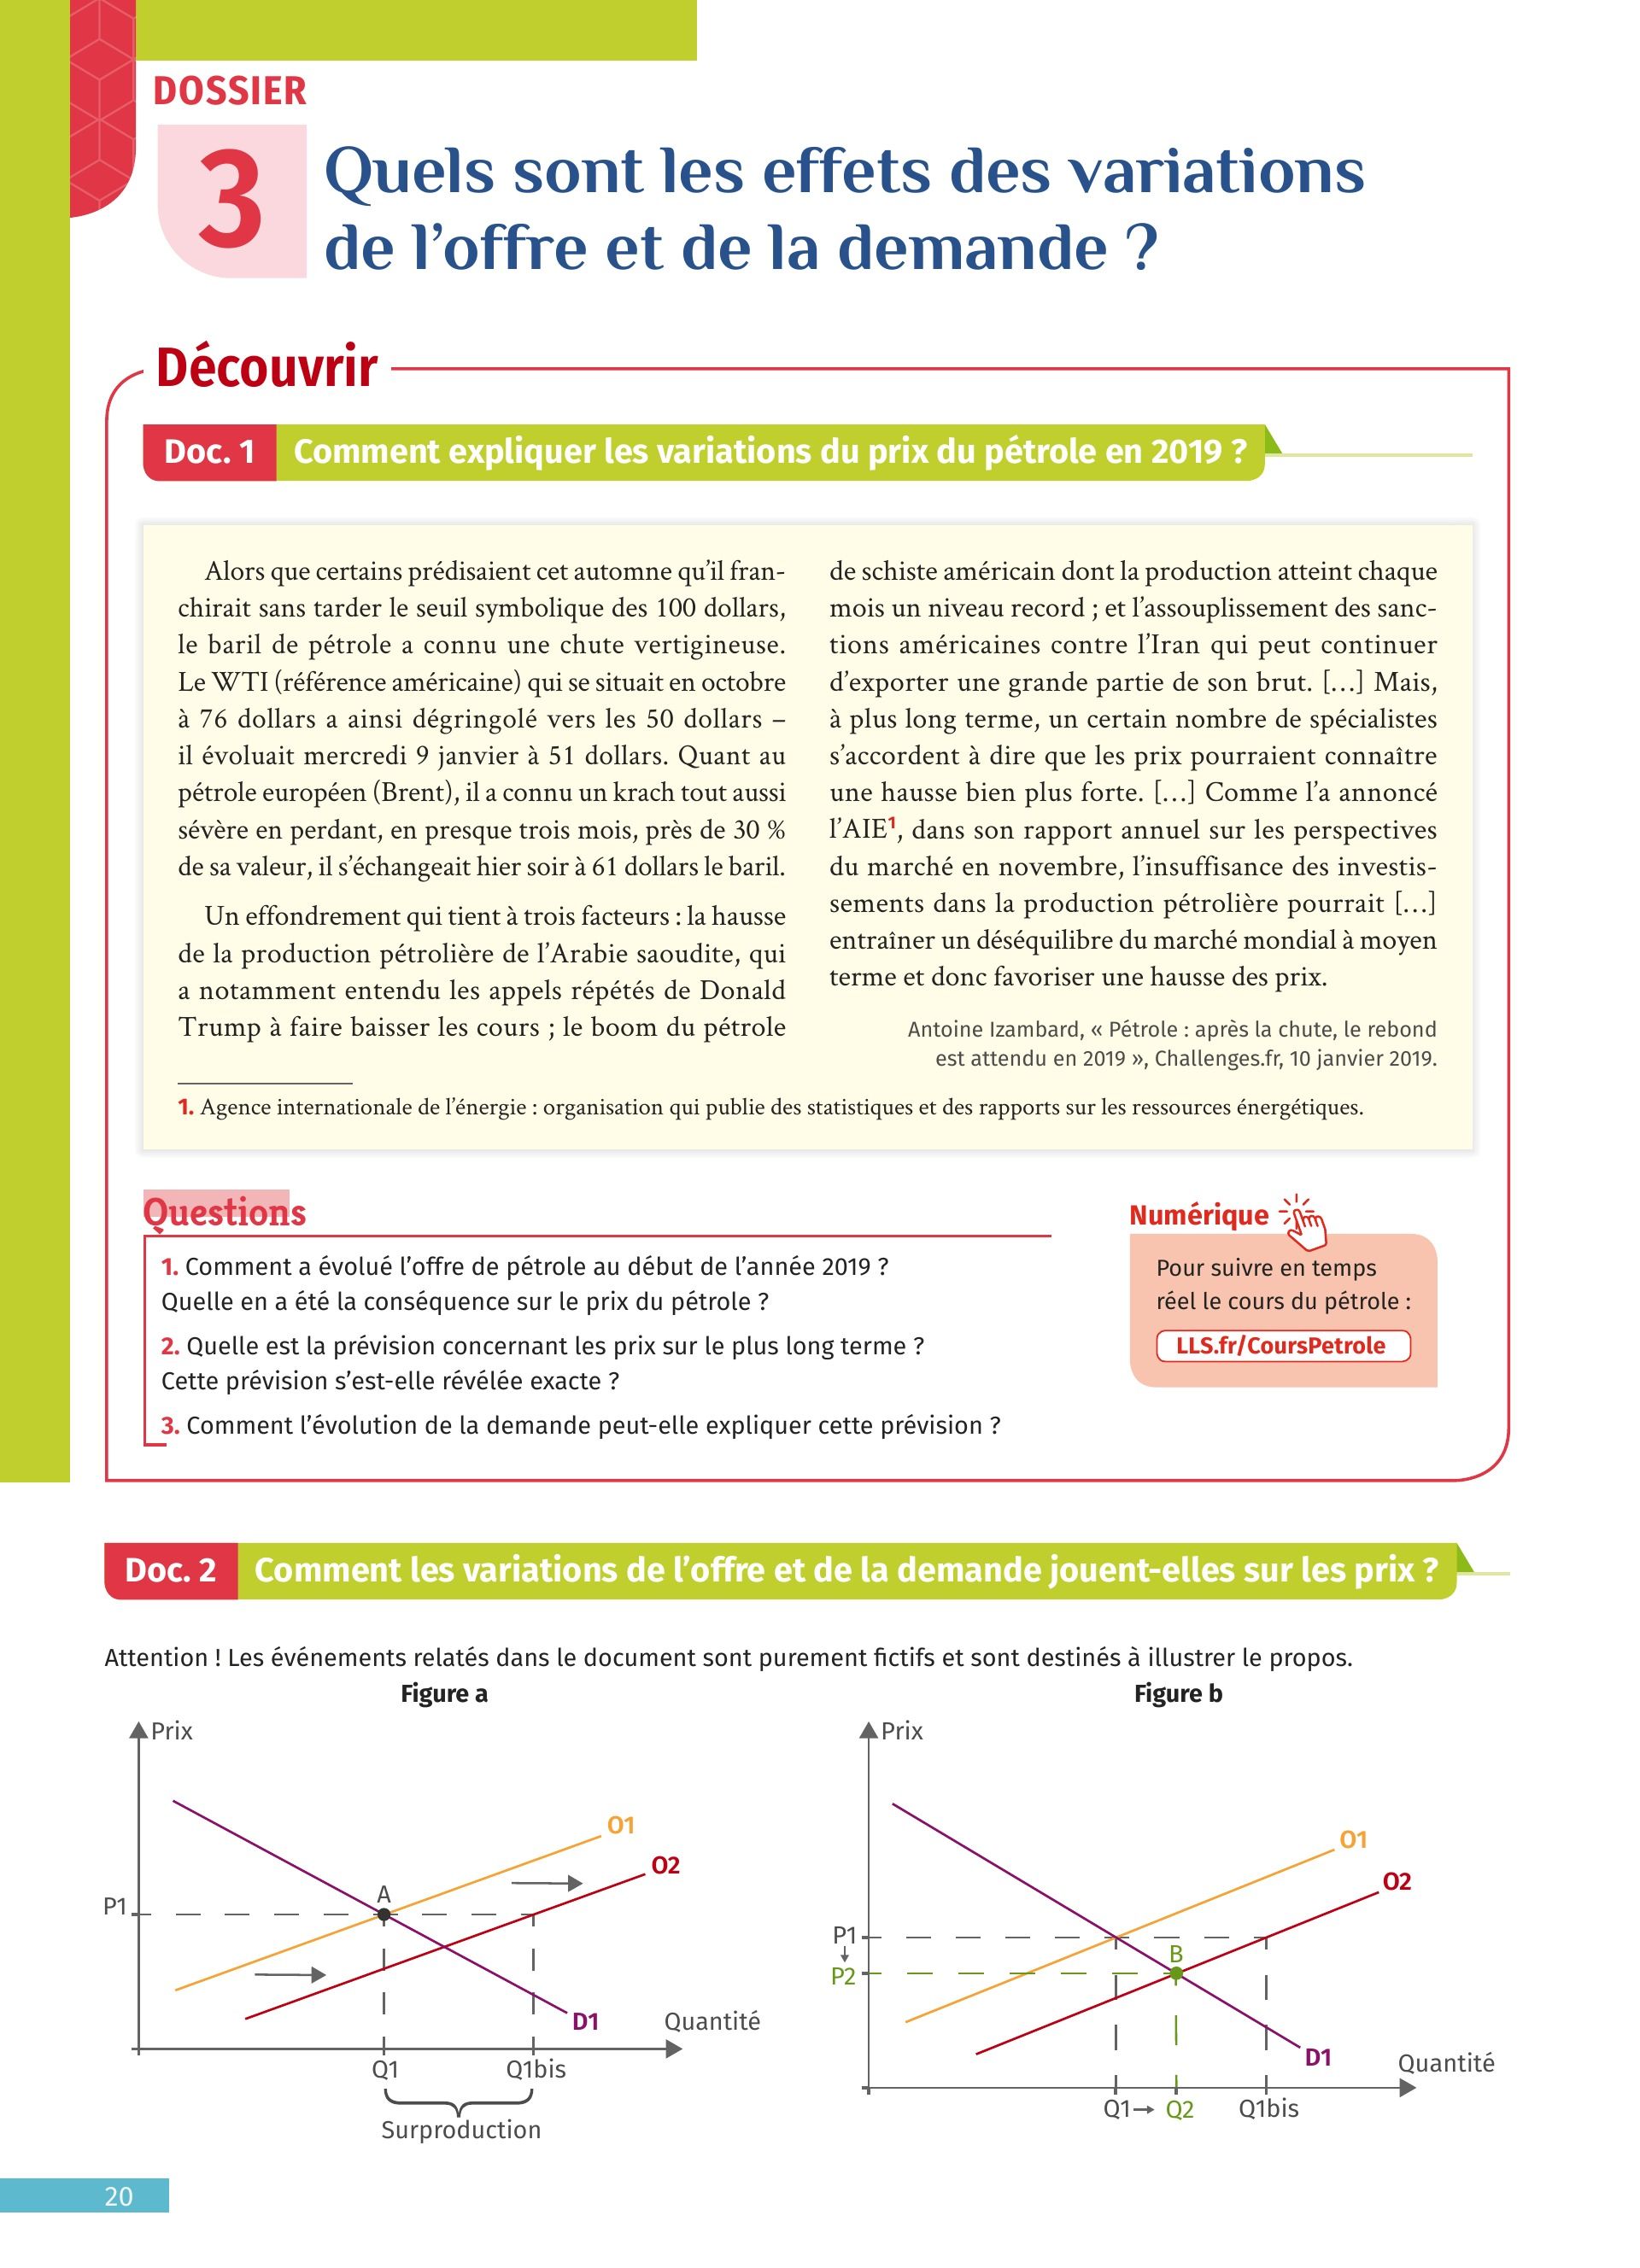 DOSSIER
3
Quels sont les effets des variations
de l’offre et de la demande ?
Découvrir
Doc. 1 Comment expliquer les variations du prix du pétrole en 2019 ?
Alors que certains prédisaient cet automne qu’il fran-
chirait sans tarder le seuil symbolique des 100 dollars,
le baril de pétrole a connu une chute vertigineuse.
Le WTI (référence américaine) qui se situait en octobre
à 76 dollars a ainsi dégringolé vers les 50 dollars –
il évoluait mercredi 9 janvier à 51 dollars. Quant au
pétrole européen (Brent), il a connu un krach tout aussi
sévère en perdant, en presque trois mois, près de 30 %
de sa valeur, il s’échangeait hier soir à 61 dollars le baril.
Un effondrement qui tient à trois facteurs : la hausse
de la production pétrolière de l’Arabie saoudite, qui
a notamment entendu les appels répétés de Donald
Trump à faire baisser les cours ; le boom du pétrole
de schiste américain dont la production atteint chaque
mois un niveau record ; et l’assouplissement des sanc-
tions américaines contre l’Iran qui peut continuer
d’exporter une grande partie de son brut. […] Mais,
à plus long terme, un certain nombre de spécialistes
s’accordent à dire que les prix pourraient connaître
une hausse bien plus forte. […] Comme l’a annoncé
l’AIE¹, dans son rapport annuel sur les perspectives
du marché en novembre, l’insuffisance des investis-
sements dans la production pétrolière pourrait […]
entraîner un déséquilibre du marché mondial à moyen
terme et donc favoriser une hausse des prix.
Antoine Izambard, « Pétrole : après la chute, le rebond
est attendu en 2019 », Challenges.fr, 10 janvier 2019.
1. Agence internationale de l’énergie : organisation qui publie des statistiques et des rapports sur les ressources énergétiques.
Questions
1. Comment a évolué l’offre de pétrole au début de l’année 2019 ?
Quelle en a été la conséquence sur le prix du pétrole ?
2. Quelle est la prévision concernant les prix sur le plus long terme ?
Cette prévision s’est-elle révélée exacte ?
3. Comment l’évolution de la demande peut-elle expliquer cette prévision ?
Numérique
Pour suivre en temps
réel le cours du pétrole :
LLS.fr/CoursPetrole
Doc. 2 Comment les variations de l’offre et de la demande jouent-elles sur les prix ?
Attention ! Les événements relatés dans le document sont purement fictifs et sont destinés à illustrer le propos.
Figure a
Prix
O1
O2
A
P1
D1
Quantité
Q1
Q1bis
Surproduction
Figure b
Prix
O1
O2
P1
B
P2
D1
Quantité
Q1
Q2
Q1bis
20